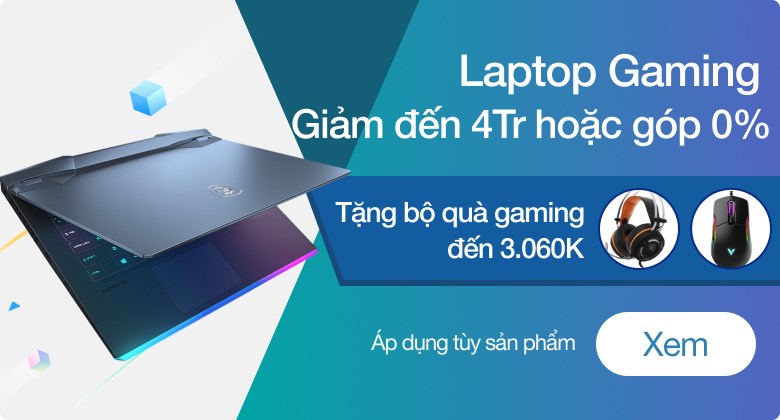 Laptop Gaming
Giảm đến 4Tr hoặc góp 0%
Tặng bộ quà gaming
đến 3.060K
Áp dụng tùy sản phẩm
Xem